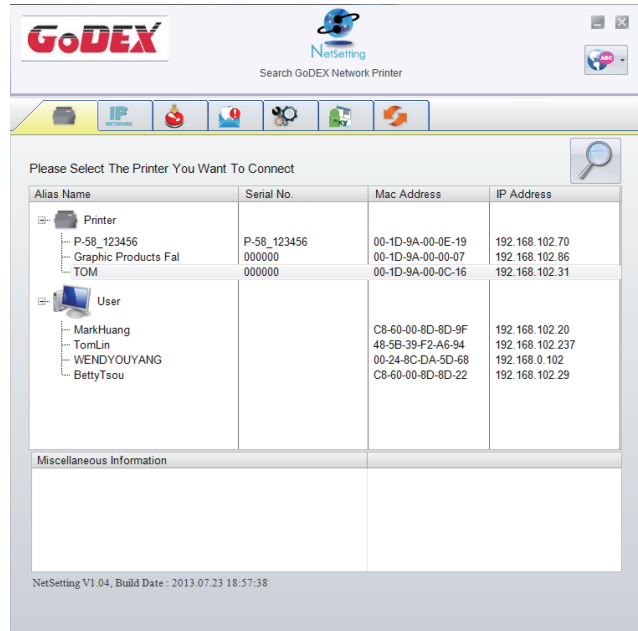 GoDEX
NetSetting
Search GoDEX Network Printer
ABC
IP
NETWORK
Please Select The Printer You Want To Connect
Alias Name Serial No. Mac Address IP Address
Printer
P-58_123456 P-58_123456 00-1D-9A-00-0E-19 192.168.102.70
Graphic Products Fal 000000 00-1D-9A-00-00-07 192.168.102.86
TOM 000000 00-1D-9A-00-0C-16 192.168.102.31
User
MarkHuang C8-60-00-8D-8D-9F 192.168.102.20
TomLin 48-5B-39-F2-A6-94 192.168.102.237
WENDYOUYANG 00-24-8C-DA-5D-68 192.168.0.102
BettyTsou C8-60-00-8D-8D-22 192.168.102.29
Miscellaneous Information
NetSetting V1.04, Build Date : 2013.07.23 18:57:38